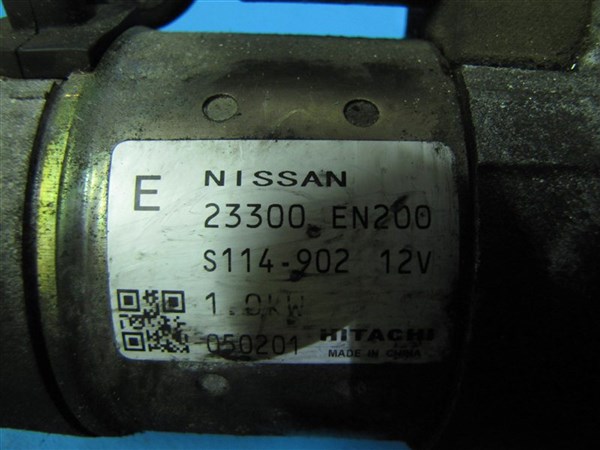 E NISSAN
23300 EN200
S114-902 12V
1.0KW
050201 HITACHI
MADE IN CHINA